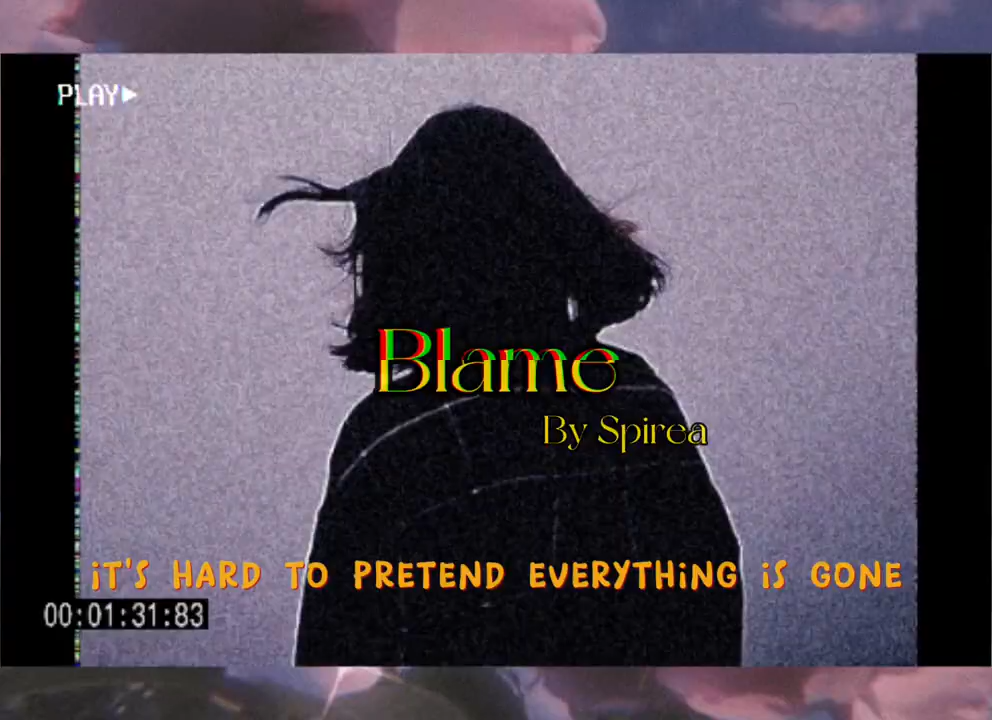 PLAY▶
Blame
By Spirea
iT'S HARD TO PRETEND EVERYTHiNG iS GONE
00:01:31:83